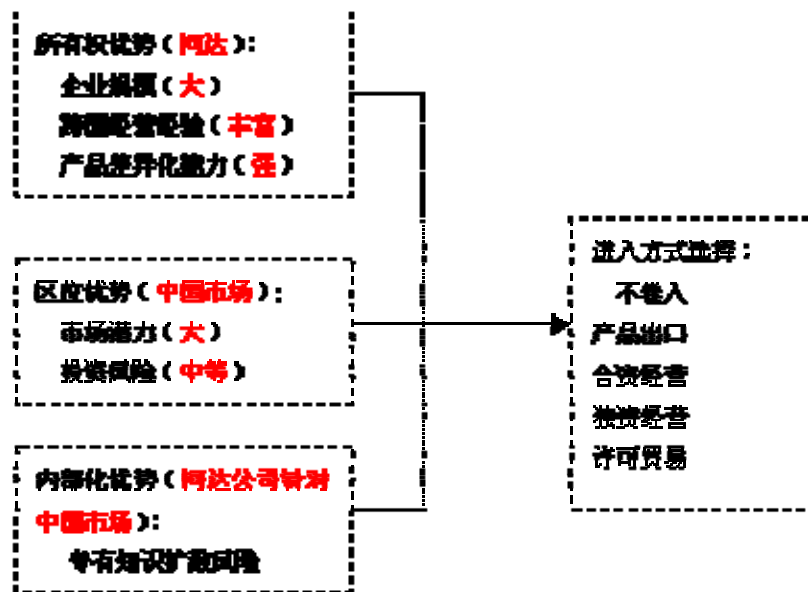 所有权优势（阿达）：
企业规模（大）
跨国经营经验（丰富）
产品差异化能力（强）
区位优势（中国市场）：
市场潜力（大）
投资风险（中等）
内部化优势（阿达公司针对
中国市场）：
专有知识扩散风险
进入方式选择：
不卷入
产品出口
合资经营
独资经营
许可贸易